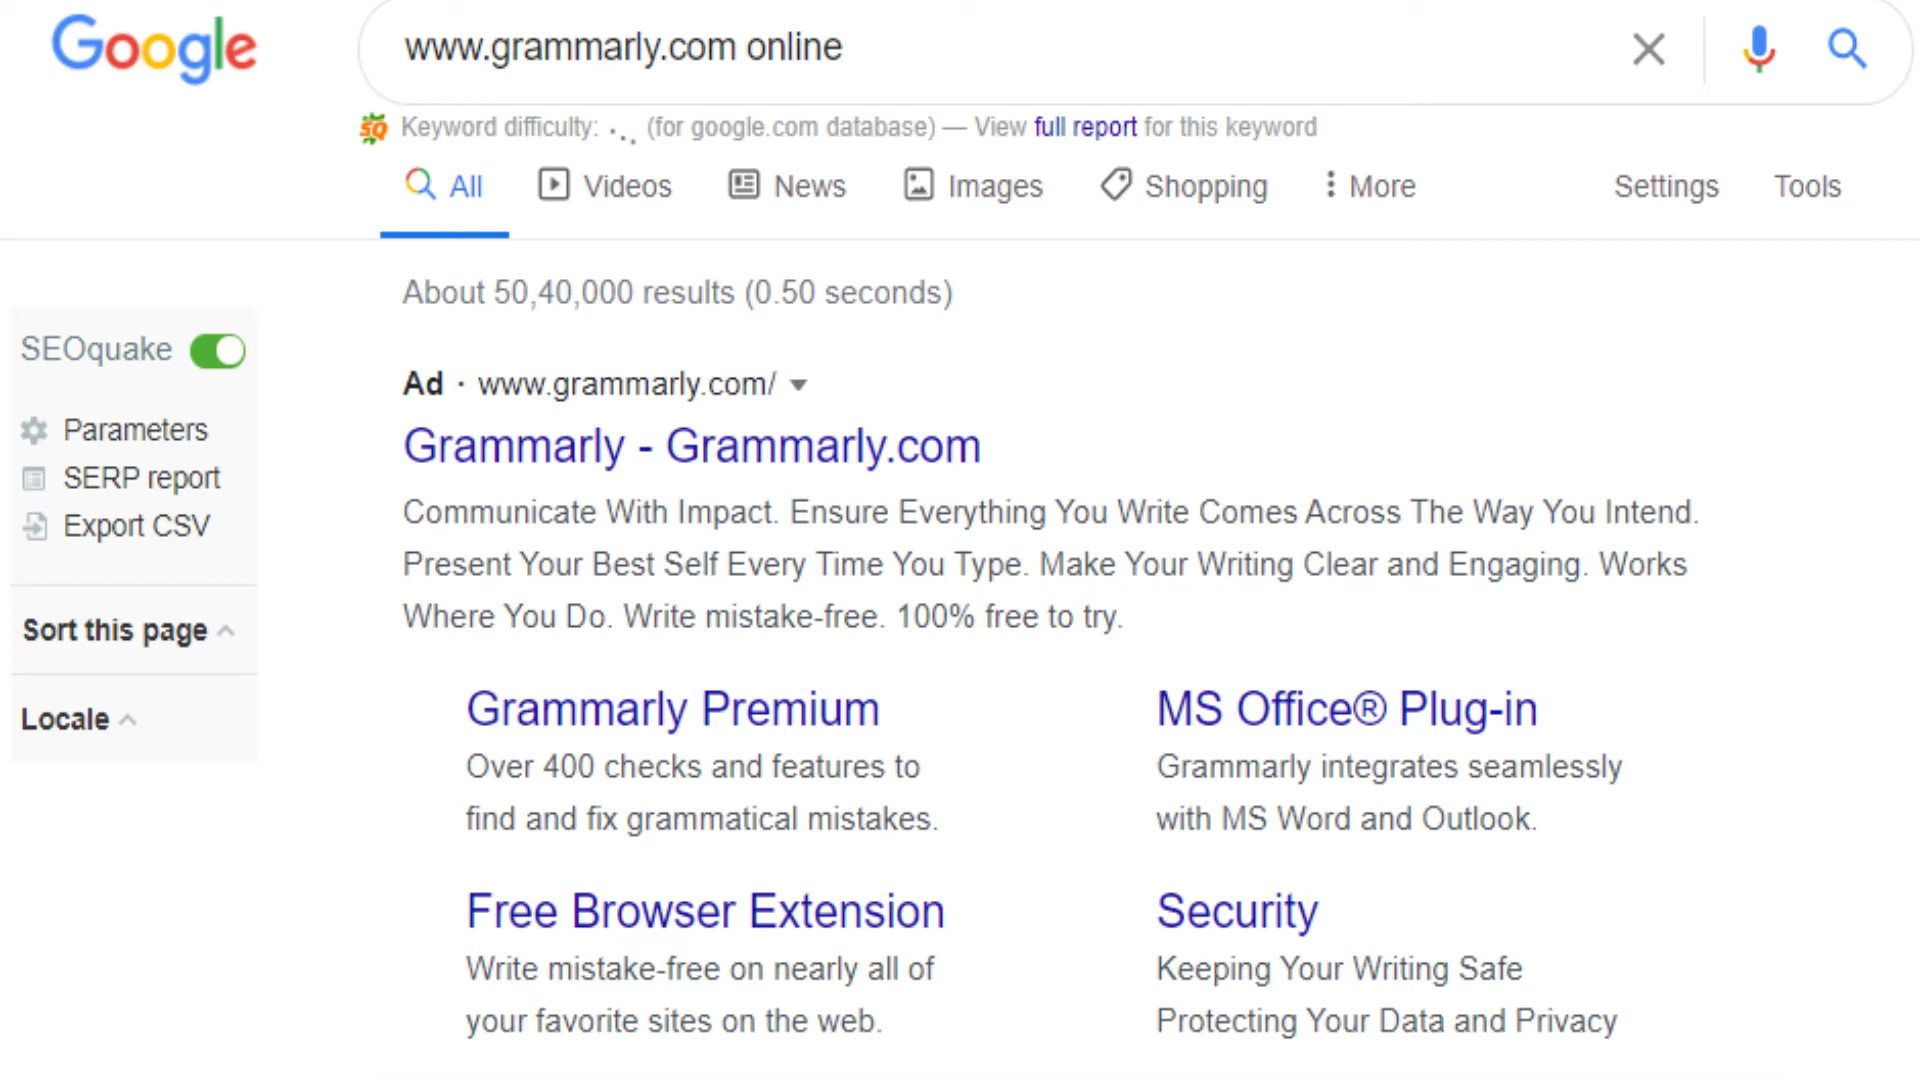 Google
www.grammarly.com online
Keyword difficulty: (for google.com database) — View full report for this keyword
All Videos News Images Shopping More Settings Tools
About 50,40,000 results (0.50 seconds)
SEOquake
Parameters
SERP report
Export CSV
Sort this page
Locale
Ad · www.grammarly.com/
Grammarly - Grammarly.com
Communicate With Impact. Ensure Everything You Write Comes Across The Way You Intend.
Present Your Best Self Every Time You Type. Make Your Writing Clear and Engaging. Works
Where You Do. Write mistake-free. 100% free to try.
Grammarly Premium
Over 400 checks and features to
find and fix grammatical mistakes.
MS Office® Plug-in
Grammarly integrates seamlessly
with MS Word and Outlook.
Free Browser Extension
Write mistake-free on nearly all of
your favorite sites on the web.
Security
Keeping Your Writing Safe
Protecting Your Data and Privacy